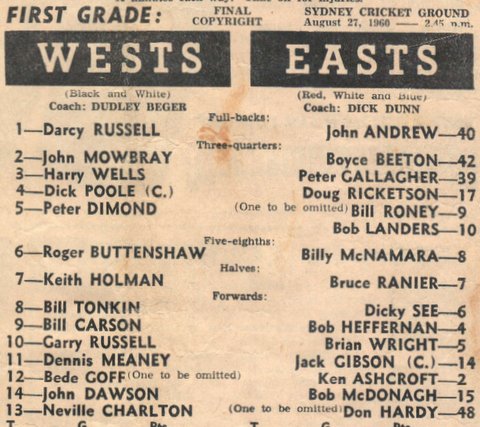 FIRST GRADE: FINAL SYDNEY CRICKET GROUND
COPYRIGHT August 27, 1960 — 2.45 p.m.
WESTS EASTS
(Black and White) (Red, White and Blue)
Coach: DUDLEY BEGER Coach: DICK DUNN
Full-backs:
1—Darcy RUSSELL John ANDREW—40
Three-quarters:
2—John MOWBRAY Boyce BEETON—42
3—Harry WELLS Peter GALLAGHER—39
4—Dick POOLE (C.) Doug RICKETSON—17
5—Peter DIMOND (One to be omitted) Bill RONEY—9
Bob LANDERS—10
Five-eighths:
6—Roger BUTTENSHAW Billy McNAMARA—8
Halves:
7—Keith HOLMAN Bruce RANIER—7
Forwards:
8—Bill TONKIN Dicky SEE—6
9—Bill CARSON Bob HEFFERNAN—4
10—Garry RUSSELL Brian WRIGHT—5
11—Dennis MEANEY Jack GIBSON (C.)—14
12—Bede GOFF (One to be omitted) Ken ASHCROFT—2
14—John DAWSON Bob McDONAGH—15
13—Neville CHARLTON (One to be omitted) Don HARDY—48